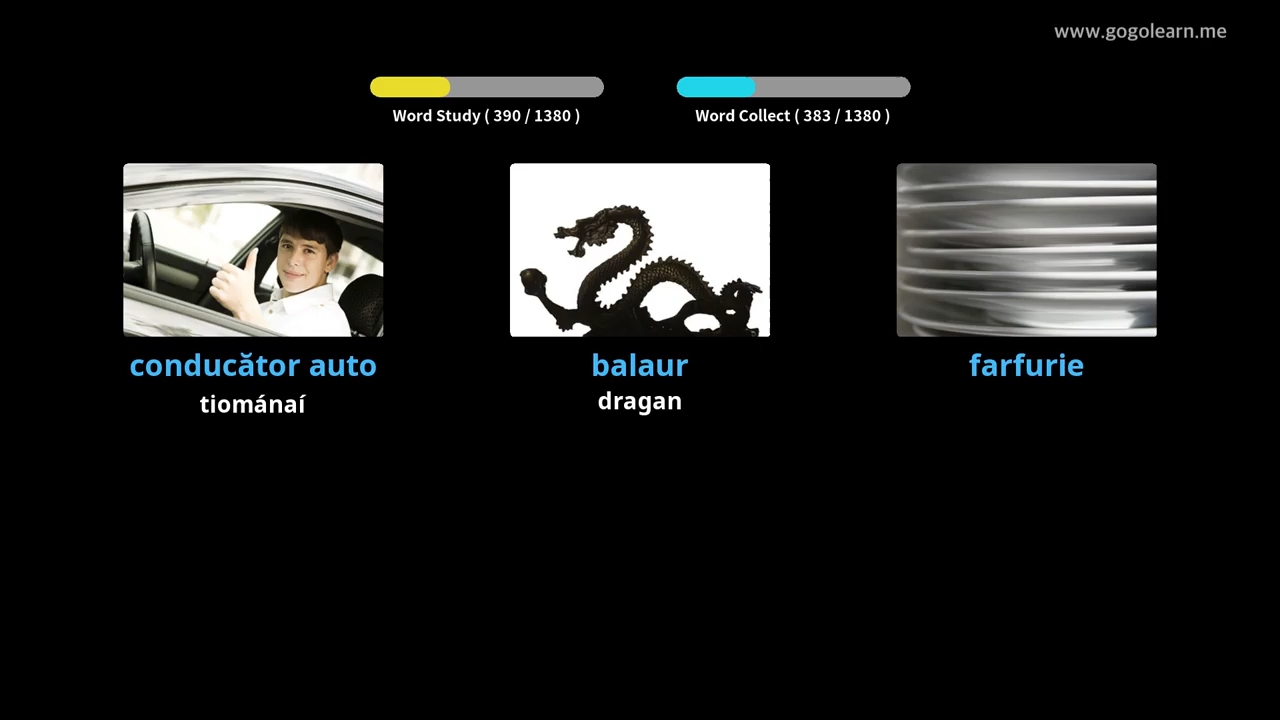 www.gogolearn.me
Word Study ( 390 / 1380 )
Word Collect ( 383 / 1380 )
conducător auto
balaur
farfurie
tiománaí
dragan